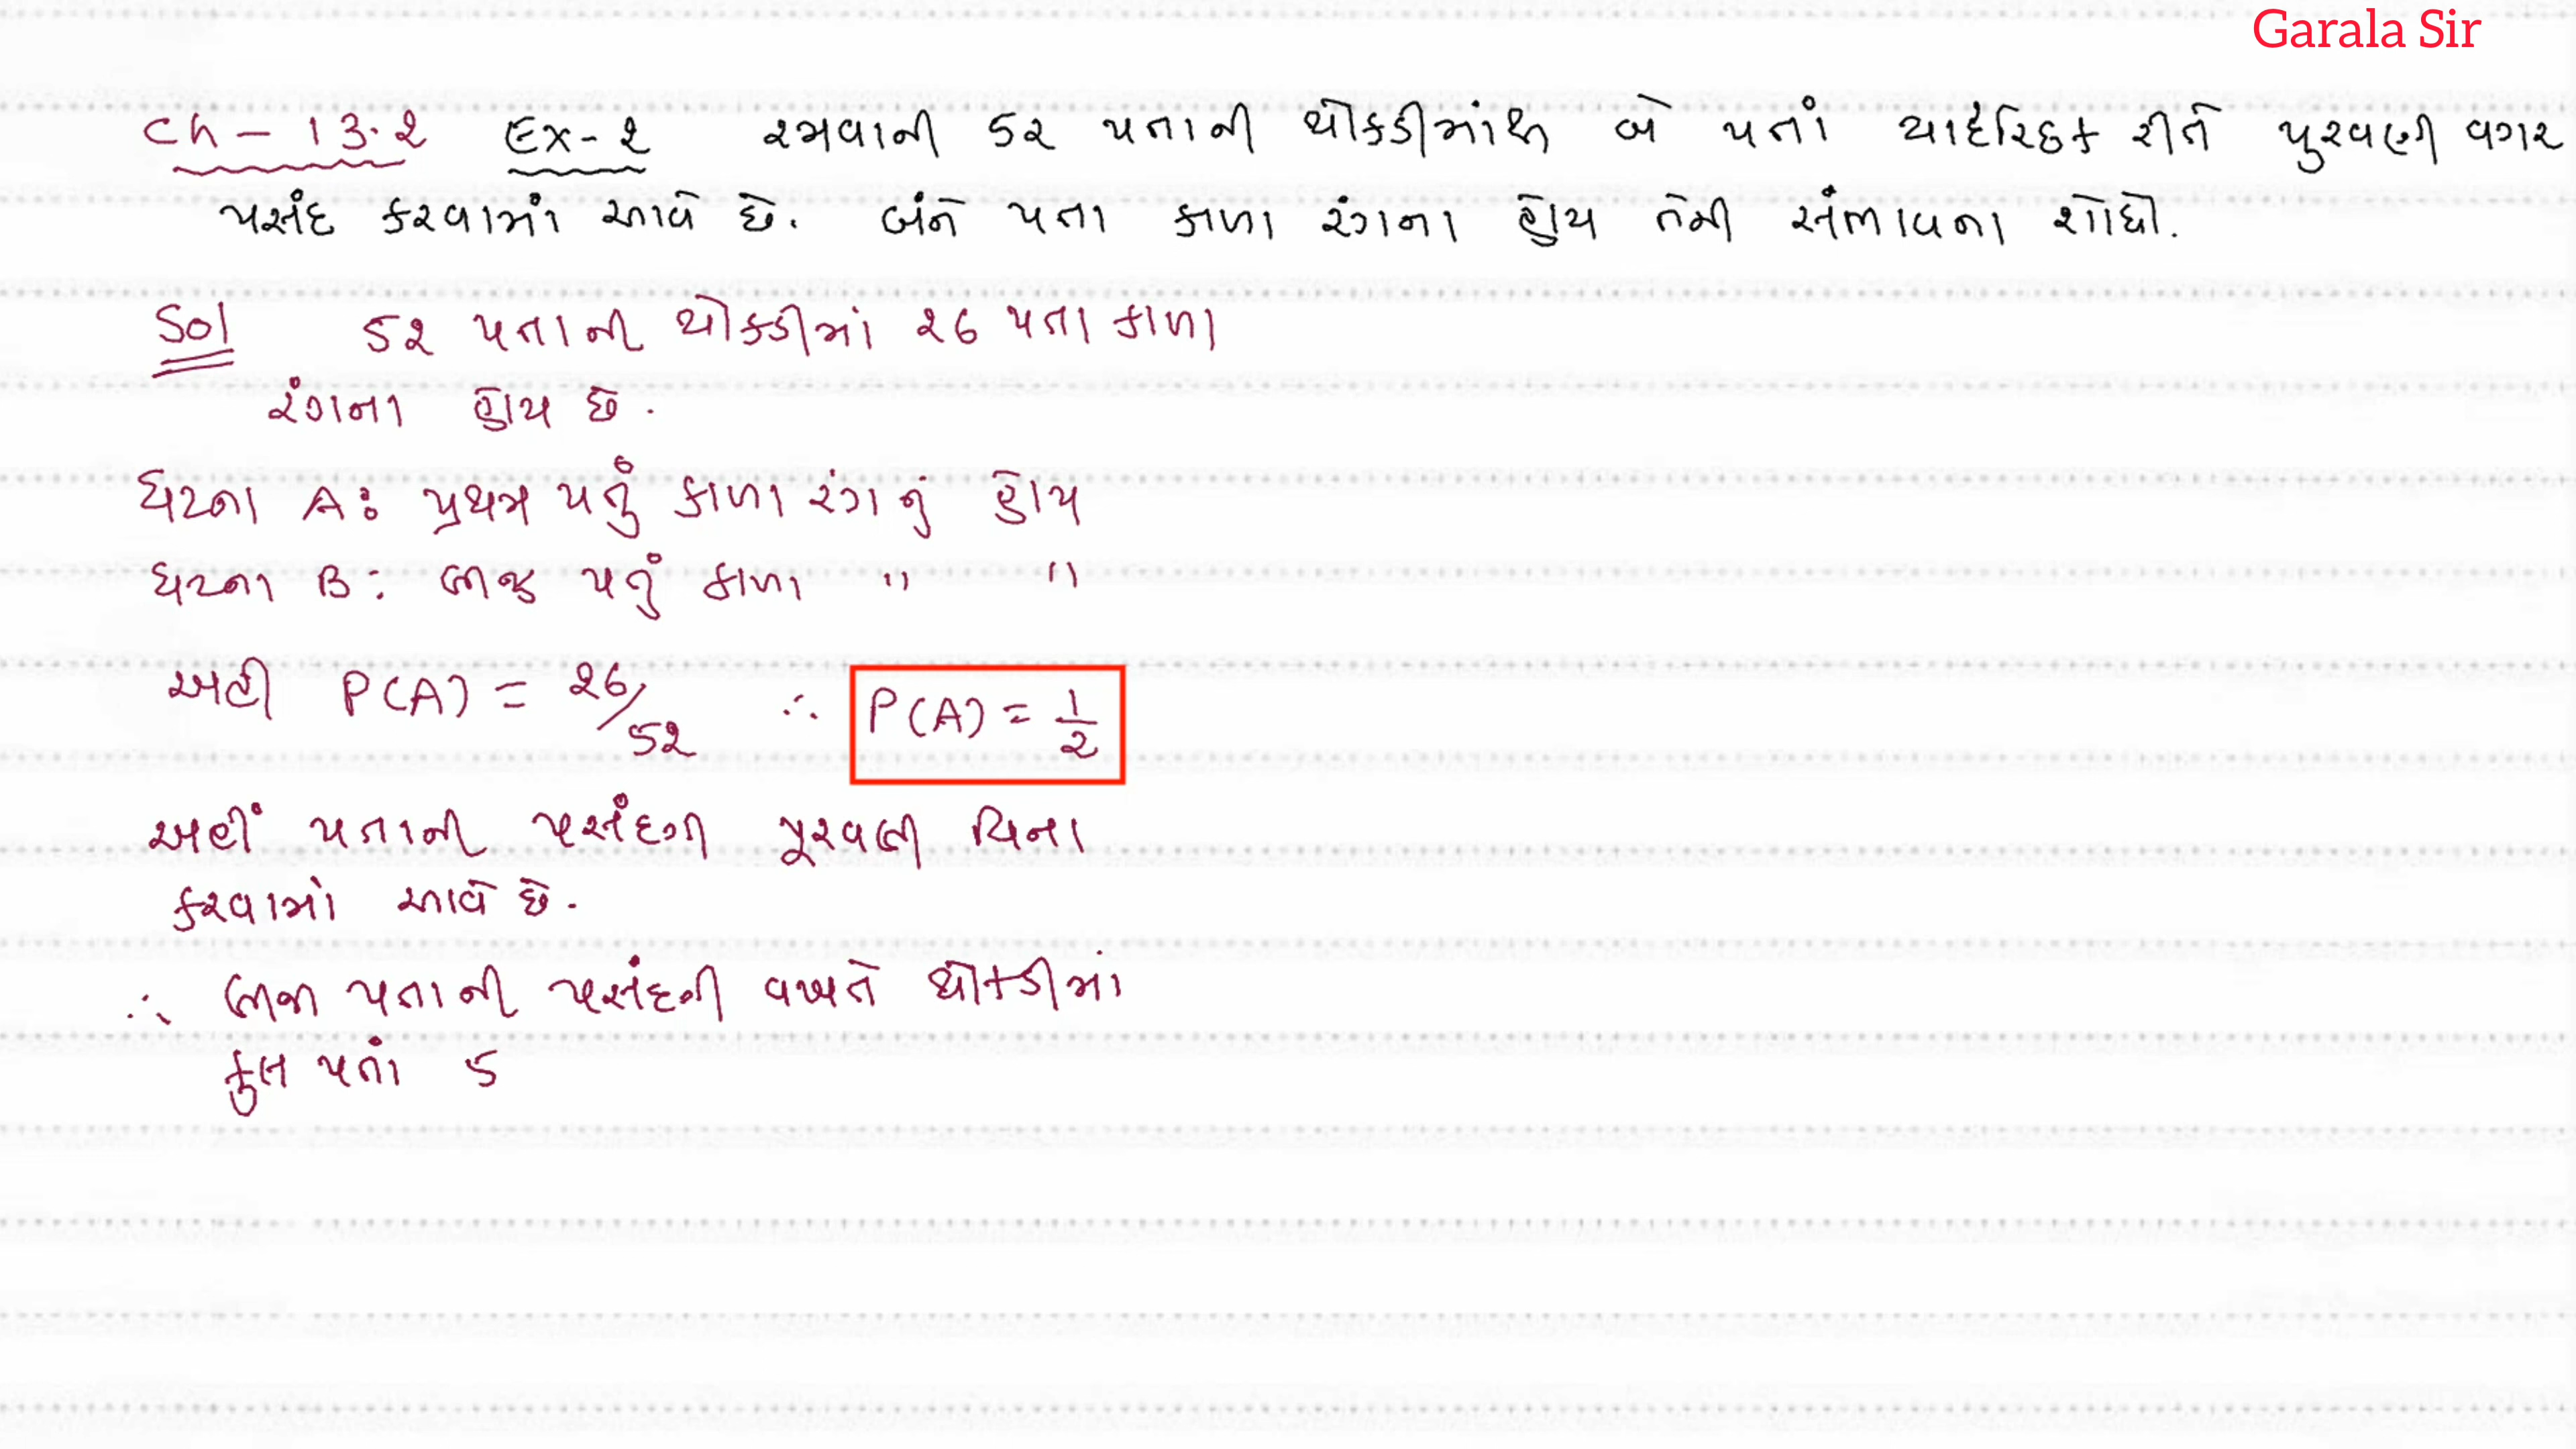 Garala Sir
Ch - 13.2 Ex - 2 રમવાની 52 પતાની થોકડીમાંથી બે પતાં યાદૈચ્છિક રીતે પુરવણી વગર
પસંદ કરવામાં આવે છે. બંને પતા કાળા રંગના હોય તેની સંભાવના શોધો.
Sol 52 પતાની થોકડીમાં 26 પતા કાળા
રંગના હોય છે.
ઘટના A: પ્રથમ પતું કાળા રંગનું હોય
ઘટના B: બીજુ પતું કાળા " "
અહી P(A) = 26/52 ∴ P(A) = 1/2
અહીં પતાની પસંદગી પૂરવણી વિના
કરવામાં આવે છે.
∴ બીજા પતાની પસંદગી વખતે થોકડીમાં
કુલ પતાં 5